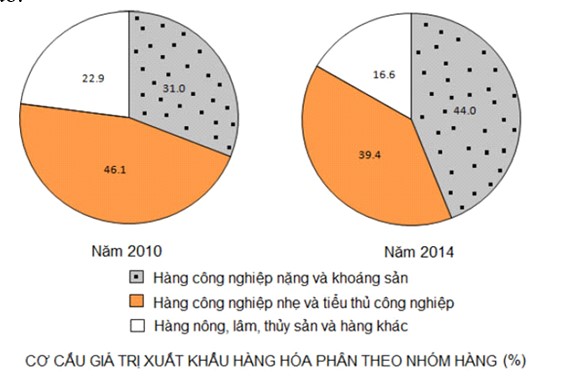 22.9
31.0
46.1
16.6
44.0
39.4
Năm 2010
Năm 2014
Hàng công nghiệp nặng và khoáng sản
Hàng công nghiệp nhẹ và tiểu thủ công nghiệp
Hàng nông, lâm, thủy sản và hàng khác
CƠ CẤU GIÁ TRỊ XUẤT KHẨU HÀNG HÓA PHÂN THEO NHÓM HÀNG (%)